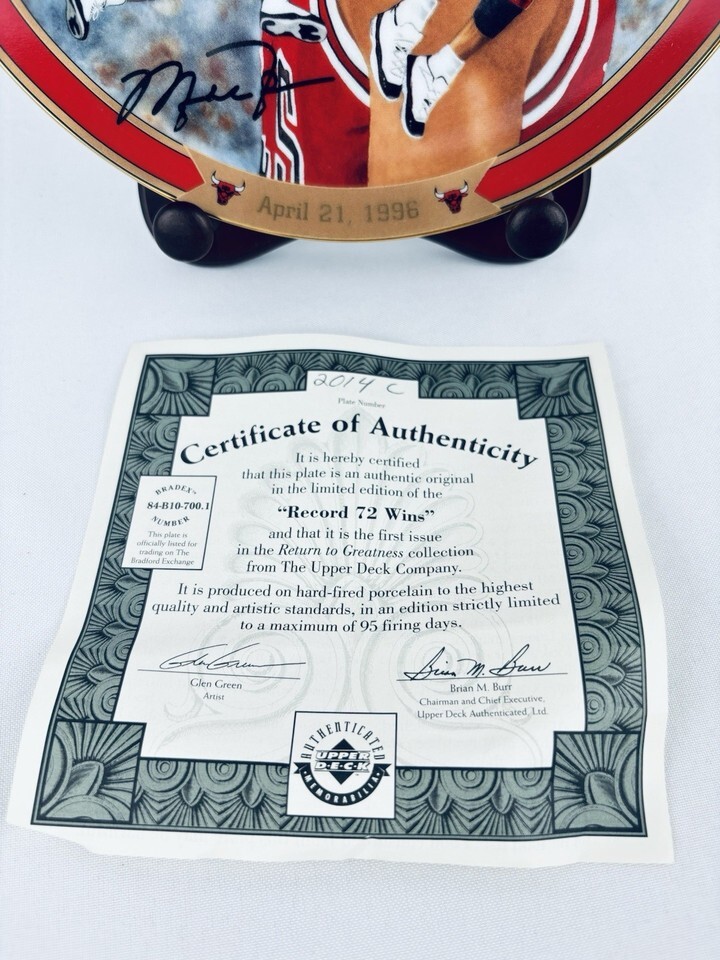 April 21, 1996
2014 C
Plate Number
Certificate of Authenticity
It is hereby certified
that this plate is an authentic original
in the limited edition of the
“Record 72 Wins”
and that it is the first issue
in the Return to Greatness collection
from The Upper Deck Company.
BRADEX™
84-B10-700.1
NUMBER
This plate is
officially listed for
trading on The
Bradford Exchange
It is produced on hard-fired porcelain to the highest
quality and artistic standards, in an edition strictly limited
to a maximum of 95 firing days.
Glen Green
Glen Green
Artist
Brian M. Burr
Brian M. Burr
Chairman and Chief Executive,
Upper Deck Authenticated, Ltd.
AUTHENTICATED
UPPER
DECK
MEMORABILIA